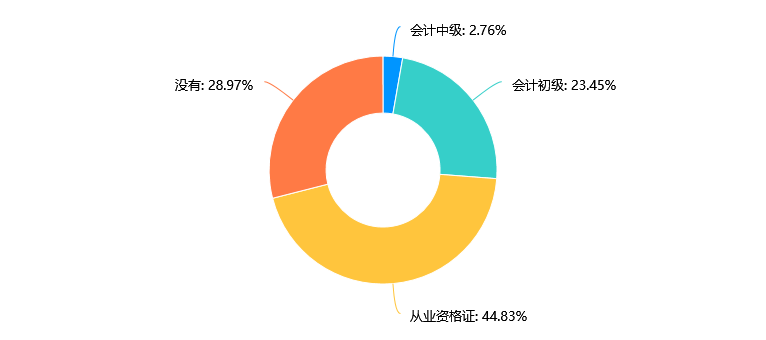 会计中级: 2.76%
没有: 28.97%
会计初级: 23.45%
从业资格证: 44.83%